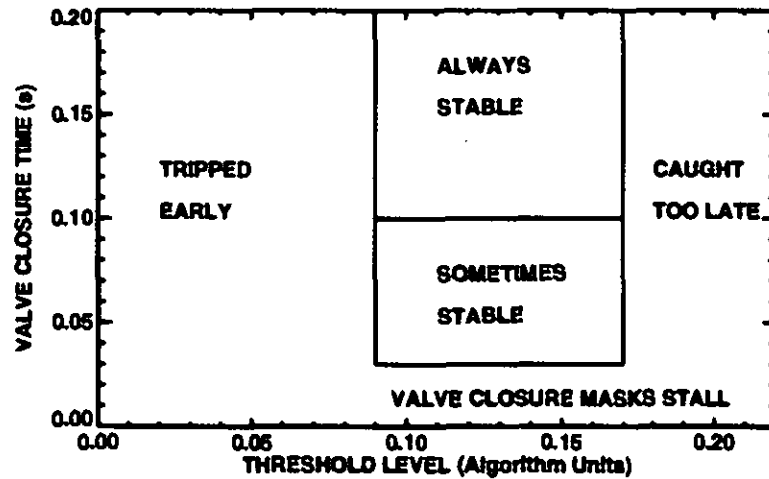 0.20
0.15
0.10
0.05
0.00
VALVE CLOSURE TIME (s)
ALWAYS
STABLE
TRIPPED
EARLY
CAUGHT
TOO LATE
SOMETIMES
STABLE
VALVE CLOSURE MASKS STALL
0.00 0.05 0.10 0.15 0.20
THRESHOLD LEVEL (Algorithm Units)